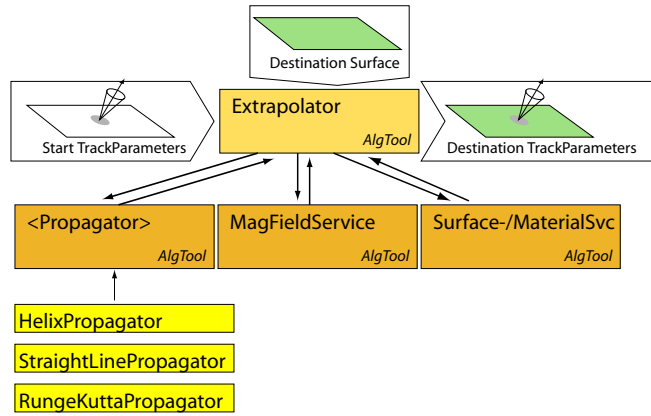 Destination Surface
Extrapolator
AlgTool
Start TrackParameters
Destination TrackParameters
<Propagator>
AlgTool
MagFieldService
AlgTool
Surface-/MaterialSvc
AlgTool
HelixPropagator
StraightLinePropagator
RungeKuttaPropagator